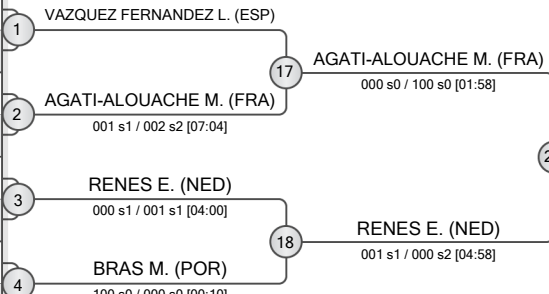 VAZQUEZ FERNANDEZ L. (ESP)
1
17
AGATI-ALOUACHE M. (FRA)
000 s0 / 100 s0 [01:58]
AGATI-ALOUACHE M. (FRA)
2
001 s1 / 002 s2 [07:04]
RENES E. (NED)
3
000 s1 / 001 s1 [04:00]
18
RENES E. (NED)
001 s1 / 000 s2 [04:58]
BRAS M. (POR)
4